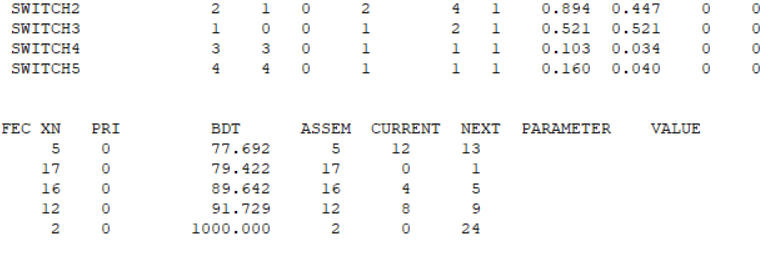 SWITCH2 2 1 0 2 4 1 0.894 0.447 0 0
SWITCH3 1 0 0 1 2 1 0.521 0.521 0 0
SWITCH4 3 3 0 1 1 1 0.103 0.034 0 0
SWITCH5 4 4 0 1 1 1 0.160 0.040 0 0
FEC XN PRI BDT ASSEM CURRENT NEXT PARAMETER VALUE
5 0 77.692 5 12 13
17 0 79.422 17 0 1
16 0 89.642 16 4 5
12 0 91.729 12 8 9
2 0 1000.000 2 0 24